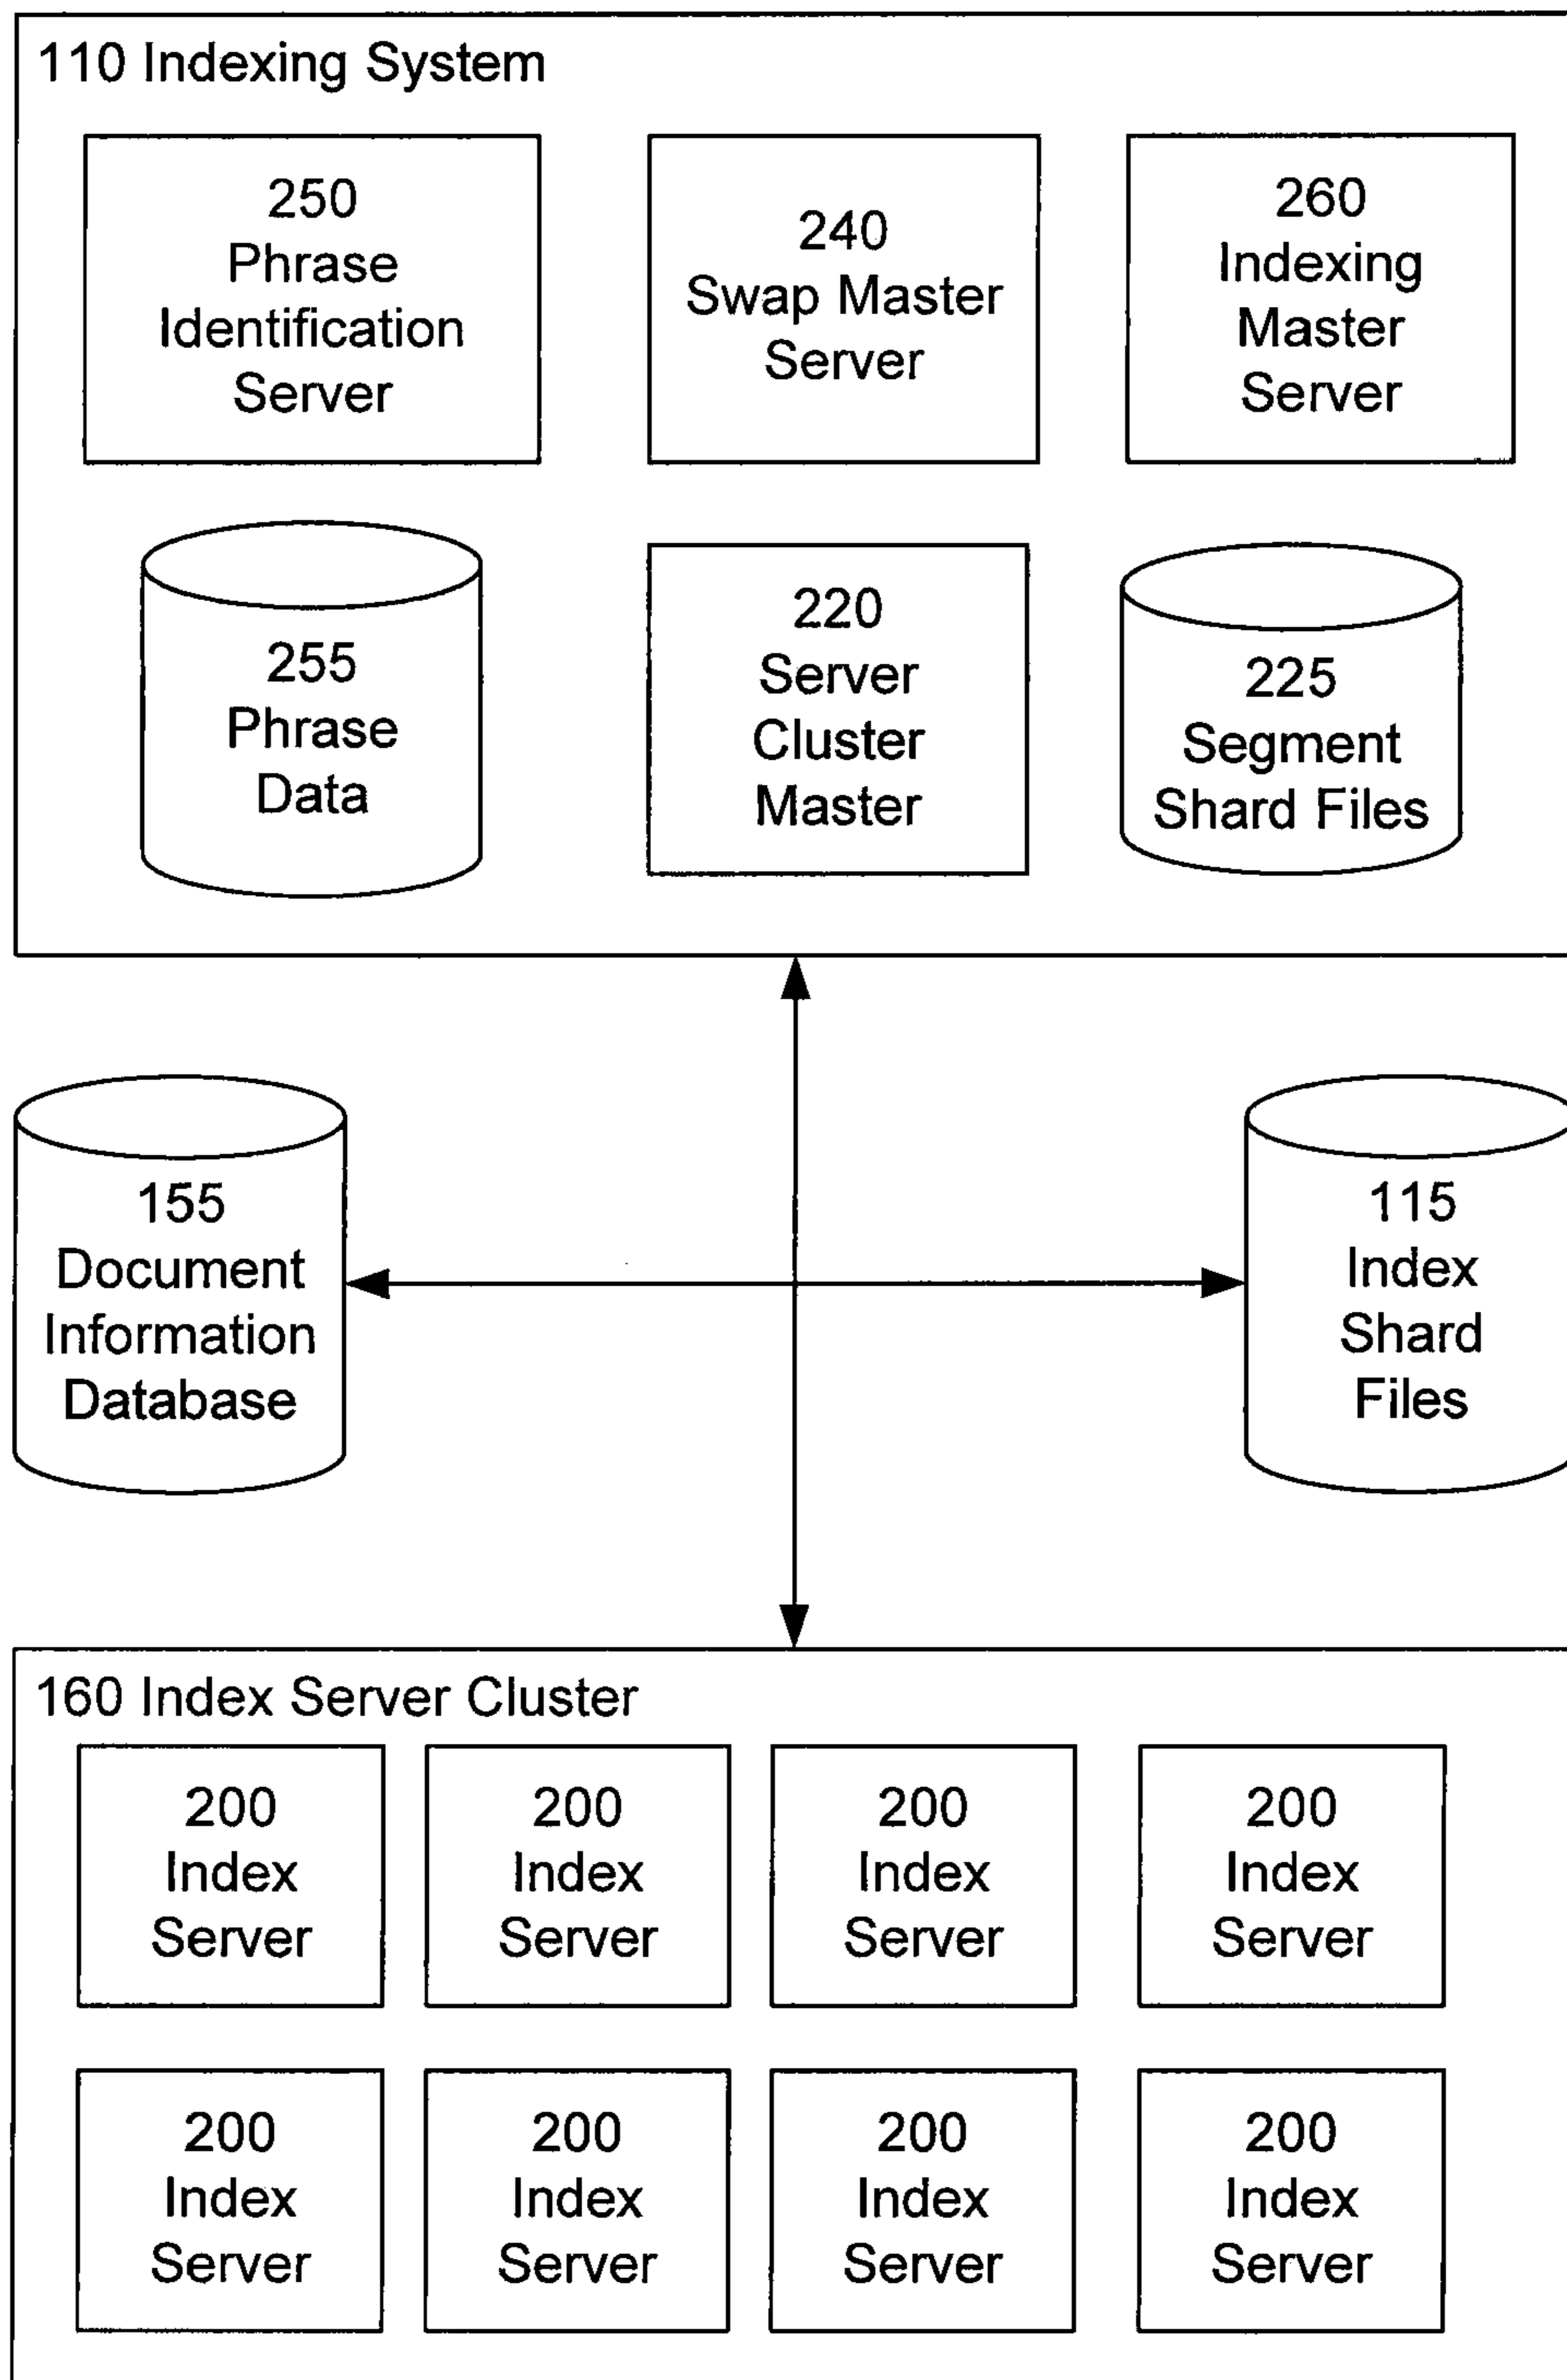 110 Indexing System
250
Phrase
Identification
Server
240
Swap Master
Server
260
Indexing
Master
Server
255
Phrase
Data
220
Server
Cluster
Master
225
Segment
Shard Files
155
Document
Information
Database
115
Index
Shard
Files
160 Index Server Cluster
200
Index
Server
200
Index
Server
200
Index
Server
200
Index
Server
200
Index
Server
200
Index
Server
200
Index
Server
200
Index
Server